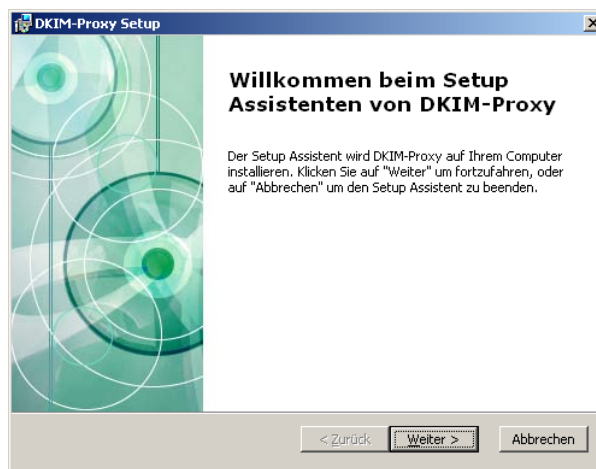 DKIM-Proxy Setup
Willkommen beim Setup
Assistenten von DKIM-Proxy
Der Setup Assistent wird DKIM-Proxy auf Ihrem Computer
installieren. Klicken Sie auf "Weiter" um fortzufahren, oder
auf "Abbrechen" um den Setup Assistent zu beenden.
< Zurück Weiter > Abbrechen